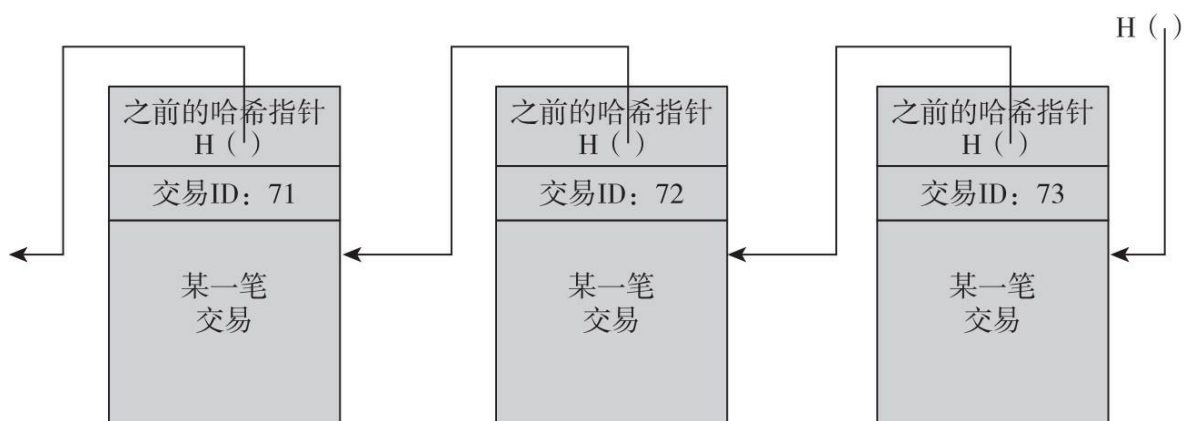 H（）
之前的哈希指针
H（）
交易ID：71
某一笔
交易
之前的哈希指针
H（）
交易ID：72
某一笔
交易
之前的哈希指针
H（）
交易ID：73
某一笔
交易